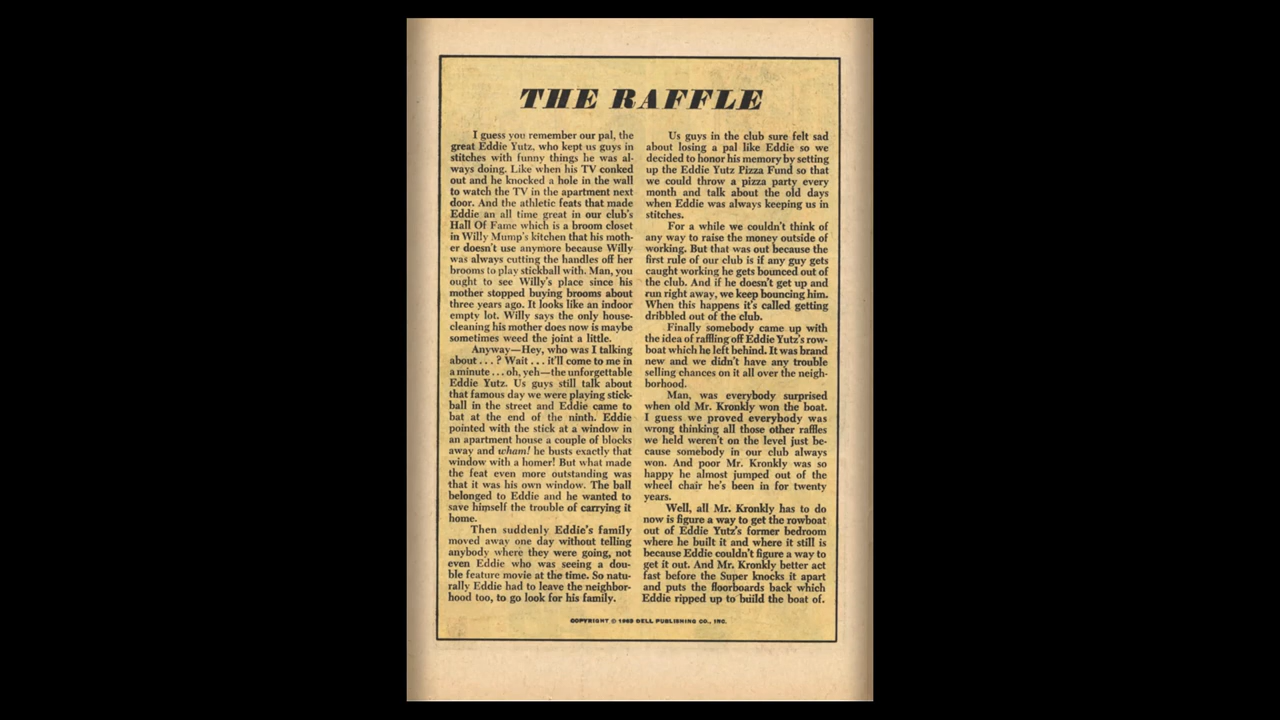 THE RAFFLE
I guess you remember our pal, the
great Eddie Yutz, who kept us guys in
stitches with funny things he was al-
ways doing. Like when his TV conked
out and he knocked a hole in the wall
to watch the TV in the apartment next
door. And the athletic feats that made
Eddie an all time great in our club's
Hall Of Fame which is a broom closet
in Willy Mump's kitchen that his moth-
er doesn't use anymore because Willy
was always cutting the handles off her
brooms to play stickball with. Man, you
ought to see Willy's place since his
mother stopped buying brooms about
three years ago. It looks like an indoor
empty lot. Willy says the only house-
cleaning his mother does now is maybe
sometimes weed the joint a little.
Anyway—Hey, who was I talking
about . . . ? Wait . . . it'll come to me in
a minute . . . oh, yeh—the unforgettable
Eddie Yutz. Us guys still talk about
that famous day we were playing stick-
ball in the street and Eddie came to
bat at the end of the ninth. Eddie
pointed with the stick at a window in
an apartment house a couple of blocks
away and wham! he busts exactly that
window with a homer! But what made
the feat even more outstanding was
that it was his own window. The ball
belonged to Eddie and he wanted to
save himself the trouble of carrying it
home.
Then suddenly Eddie's family
moved away one day without telling
anybody where they were going, not
even Eddie who was seeing a dou-
ble feature movie at the time. So natu-
rally Eddie had to leave the neighbor-
hood too, to go look for his family.
Us guys in the club sure felt sad
about losing a pal like Eddie so we
decided to honor his memory by setting
up the Eddie Yutz Pizza Fund so that
we could throw a pizza party every
month and talk about the old days
when Eddie was always keeping us in
stitches.
For a while we couldn't think of
any way to raise the money outside of
working. But that was out because the
first rule of our club is if any guy gets
caught working he gets bounced out of
the club. And if he doesn't get up and
run right away, we keep bouncing him.
When this happens it's called getting
dribbled out of the club.
Finally somebody came up with
the idea of raffling off Eddie Yutz's row-
boat which he left behind. It was brand
new and we didn't have any trouble
selling chances on it all over the neigh-
borhood.
Man, was everybody surprised
when old Mr. Kronkly won the boat.
I guess we proved everybody was
wrong thinking all those other raffles
we held weren't on the level just be-
cause somebody in our club always
won. And poor Mr. Kronkly was so
happy he almost jumped out of the
wheel chair he's been in for twenty
years.
Well, all Mr. Kronkly has to do
now is figure a way to get the rowboat
out of Eddie Yutz's former bedroom
where he built it and where it still is
because Eddie couldn't figure a way to
get it out. And Mr. Kronkly better act
fast before the Super knocks it apart
and puts the floorboards back which
Eddie ripped up to build the boat of.
COPYRIGHT © 1969 DELL PUBLISHING CO., INC.